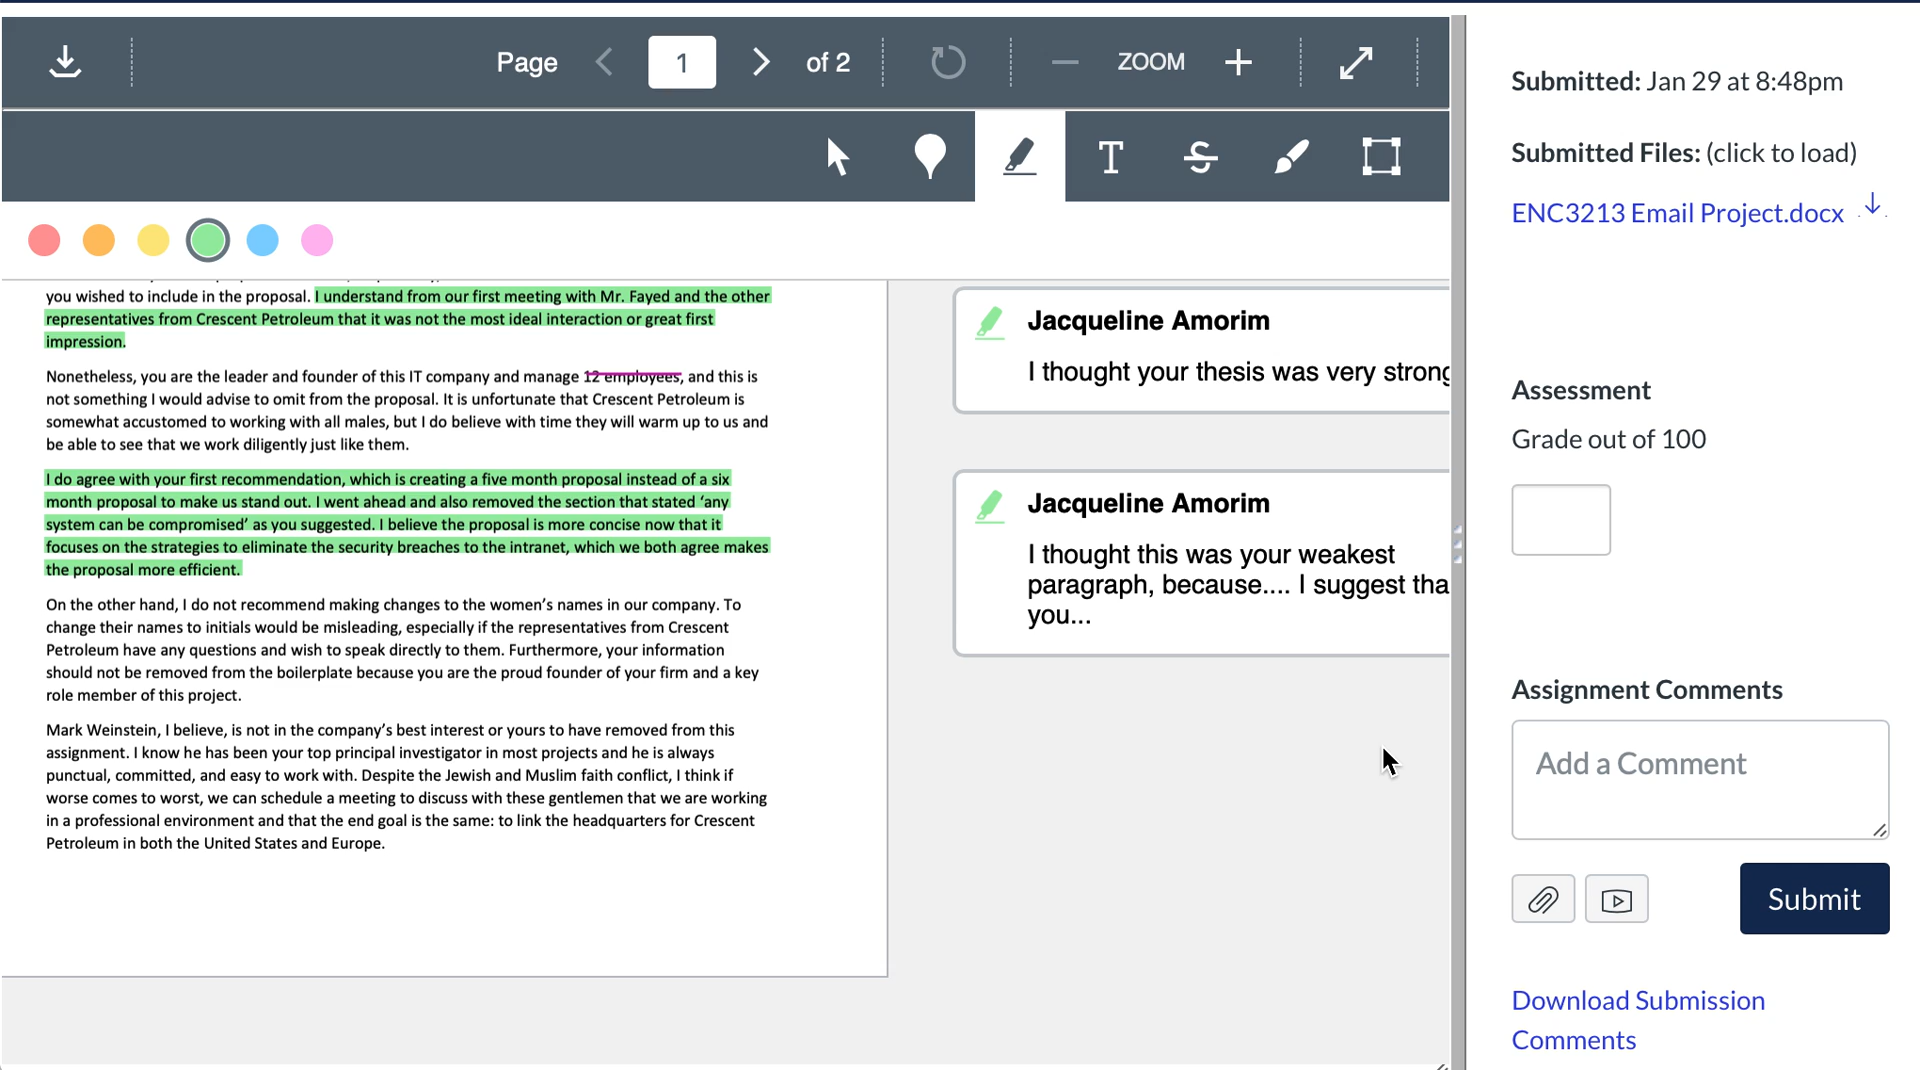 Page 1 of 2 ZOOM
you wished to include in the proposal. I understand from our first meeting with Mr. Fayed and the other
representatives from Crescent Petroleum that it was not the most ideal interaction or great first
impression.
Nonetheless, you are the leader and founder of this IT company and manage 12 employees, and this is
not something I would advise to omit from the proposal. It is unfortunate that Crescent Petroleum is
somewhat accustomed to working with all males, but I do believe with time they will warm up to us and
be able to see that we work diligently just like them.
I do agree with your first recommendation, which is creating a five month proposal instead of a six
month proposal to make us stand out. I went ahead and also removed the section that stated ‘any
system can be compromised’ as you suggested. I believe the proposal is more concise now that it
focuses on the strategies to eliminate the security breaches to the intranet, which we both agree makes
the proposal more efficient.
On the other hand, I do not recommend making changes to the women’s names in our company. To
change their names to initials would be misleading, especially if the representatives from Crescent
Petroleum have any questions and wish to speak directly to them. Furthermore, your information
should not be removed from the boilerplate because you are the proud founder of your firm and a key
role member of this project.
Mark Weinstein, I believe, is not in the company’s best interest or yours to have removed from this
assignment. I know he has been your top principal investigator in most projects and he is always
punctual, committed, and easy to work with. Despite the Jewish and Muslim faith conflict, I think if
worse comes to worst, we can schedule a meeting to discuss with these gentlemen that we are working
in a professional environment and that the end goal is the same: to link the headquarters for Crescent
Petroleum in both the United States and Europe.
Jacqueline Amorim
I thought your thesis was very strong
Jacqueline Amorim
I thought this was your weakest
paragraph, because.... I suggest tha
you...
Submitted: Jan 29 at 8:48pm
Submitted Files: (click to load)
ENC3213 Email Project.docx
Assessment
Grade out of 100
Assignment Comments
Add a Comment
Submit
Download Submission
Comments